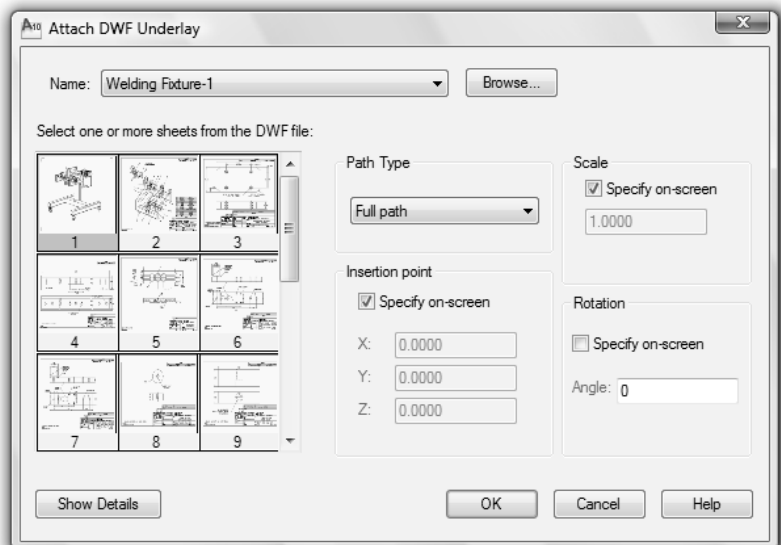 A10 Attach DWF Underlay
Name: Welding Fixture-1 Browse...
Select one or more sheets from the DWF file:
1 2 3
4 5 6
7 8 9
Path Type
Full path
Scale
Specify on-screen
1.0000
Insertion point
Specify on-screen
X: 0.0000
Y: 0.0000
Z: 0.0000
Rotation
Specify on-screen
Angle: 0
Show Details OK Cancel Help